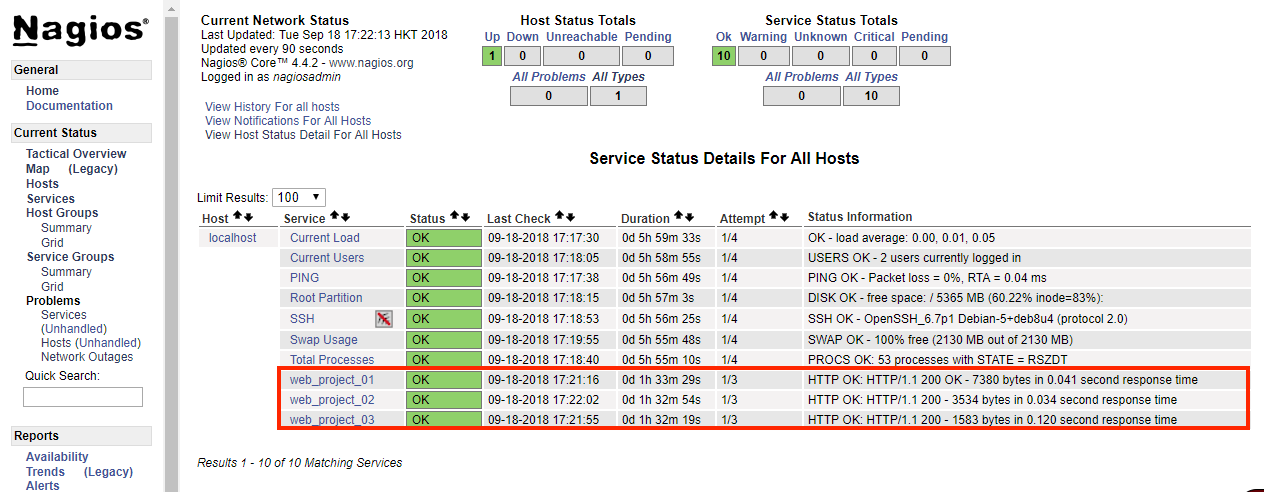 Nagios®
General
Home
Documentation
Current Status
Tactical Overview
Map (Legacy)
Hosts
Services
Host Groups
Summary
Grid
Service Groups
Summary
Grid
Problems
Services
(Unhandled)
Hosts (Unhandled)
Network Outages
Quick Search:
Reports
Availability
Trends (Legacy)
Alerts
Current Network Status
Last Updated: Tue Sep 18 17:22:13 HKT 2018
Updated every 90 seconds
Nagios® Core™ 4.4.2 - www.nagios.org
Logged in as nagiosadmin
View History For all hosts
View Notifications For All Hosts
View Host Status Detail For All Hosts
Host Status Totals
Up Down Unreachable Pending
1 0 0 0
All Problems All Types
0 1
Service Status Totals
Ok Warning Unknown Critical Pending
10 0 0 0 0
All Problems All Types
0 10
Service Status Details For All Hosts
Limit Results: 100
Host Service Status Last Check Duration Attempt Status Information
localhost Current Load OK 09-18-2018 17:17:30 0d 5h 59m 33s 1/4 OK - load average: 0.00, 0.01, 0.05
Current Users OK 09-18-2018 17:18:05 0d 5h 58m 55s 1/4 USERS OK - 2 users currently logged in
PING OK 09-18-2018 17:17:38 0d 5h 56m 49s 1/4 PING OK - Packet loss = 0%, RTA = 0.04 ms
Root Partition OK 09-18-2018 17:18:15 0d 5h 57m 3s 1/4 DISK OK - free space: / 5365 MB (60.22% inode=83%):
SSH OK 09-18-2018 17:18:53 0d 5h 56m 25s 1/4 SSH OK - OpenSSH_6.7p1 Debian-5+deb8u4 (protocol 2.0)
Swap Usage OK 09-18-2018 17:19:55 0d 5h 55m 48s 1/4 SWAP OK - 100% free (2130 MB out of 2130 MB)
Total Processes OK 09-18-2018 17:18:40 0d 5h 55m 10s 1/4 PROCS OK: 53 processes with STATE = RSZDT
web_project_01 OK 09-18-2018 17:21:16 0d 1h 33m 29s 1/3 HTTP OK: HTTP/1.1 200 OK - 7380 bytes in 0.041 second response time
web_project_02 OK 09-18-2018 17:22:02 0d 1h 32m 54s 1/3 HTTP OK: HTTP/1.1 200 - 3534 bytes in 0.034 second response time
web_project_03 OK 09-18-2018 17:21:55 0d 1h 32m 19s 1/3 HTTP OK: HTTP/1.1 200 - 1583 bytes in 0.120 second response time
Results 1 - 10 of 10 Matching Services